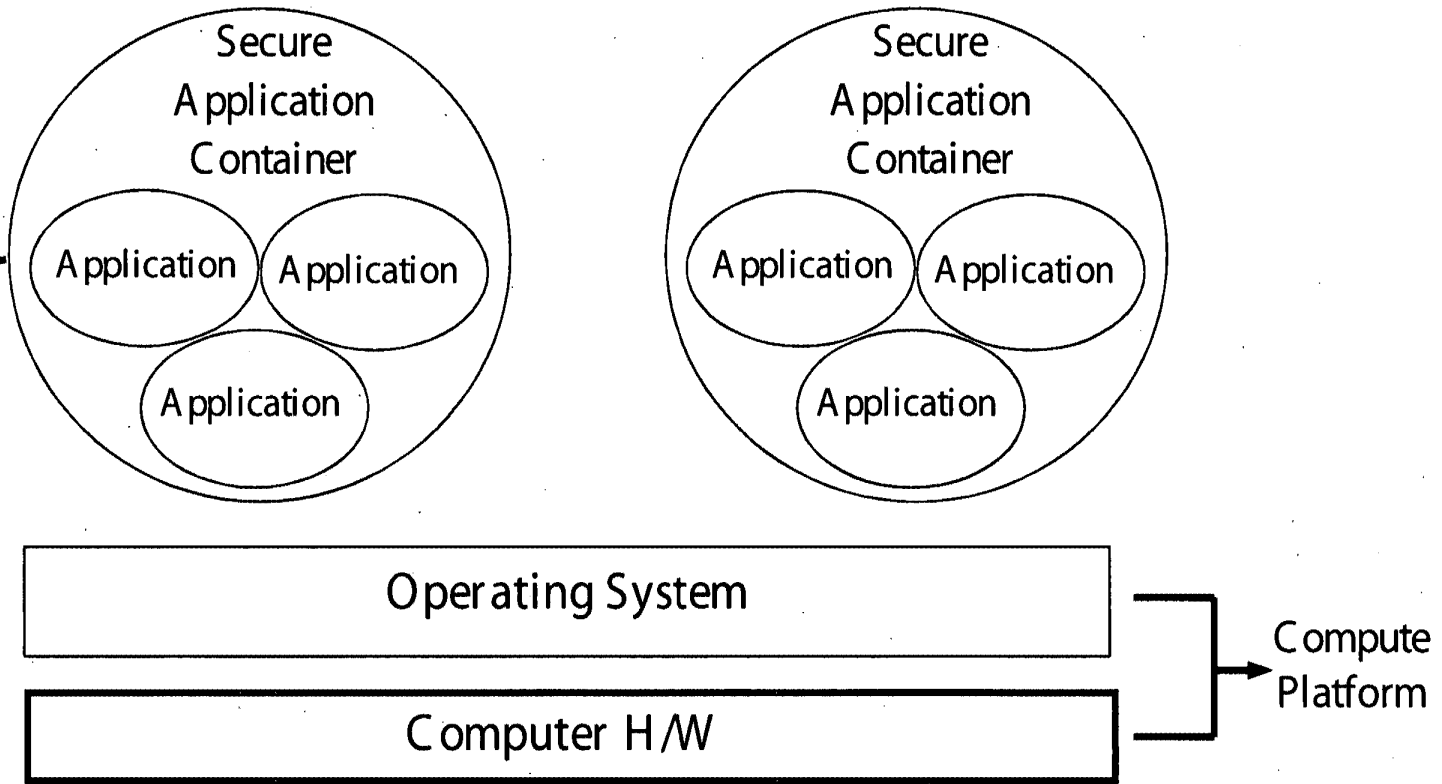 Secure
Application
Container
Application
Application
Application
Secure
Application
Container
Application
Application
Application
Operating System
Computer H/W
Compute
Platform